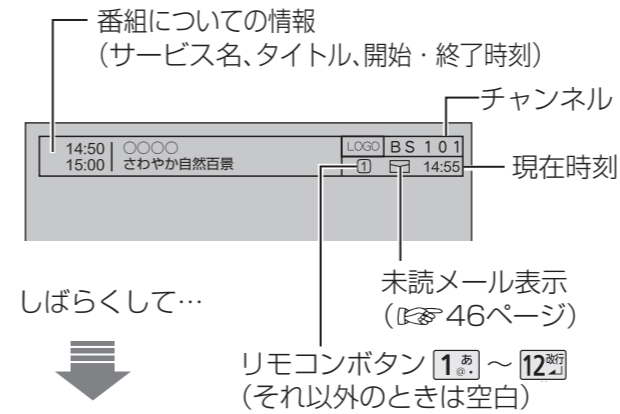 番組についての情報
（サービス名、タイトル、開始・終了時刻）
チャンネル
14:50 ○○○○ LOGO BS 101
15:00 さわやか自然百景 1 14:55
現在時刻
未読メール表示
（☞46ページ）
しばらくして…
リモコンボタン 1 あ @. ～ 12 改行
（それ以外のときは空白）